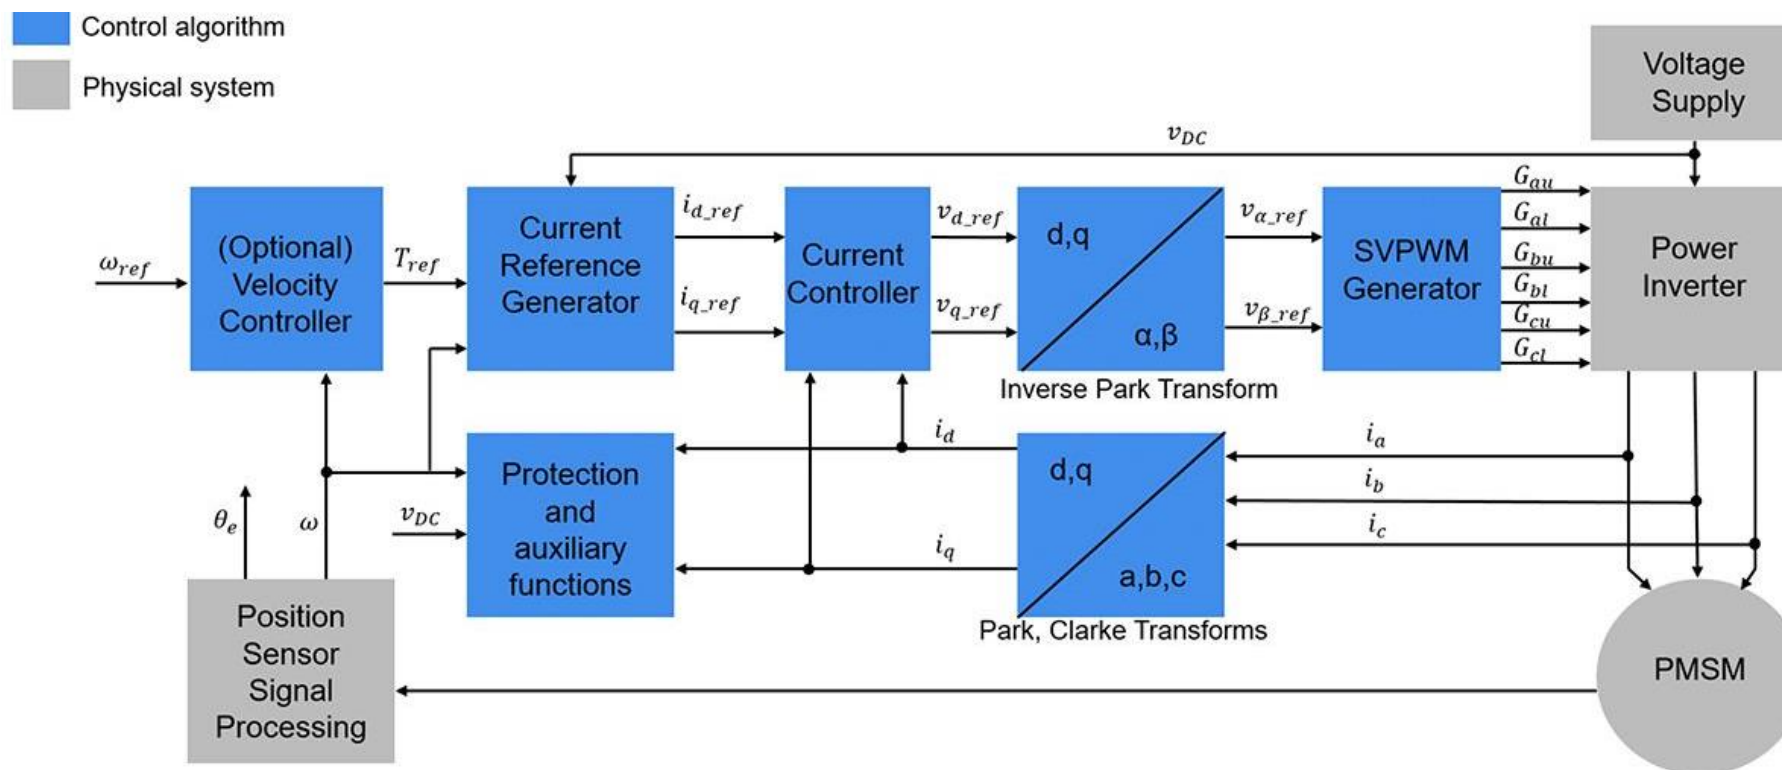 Control algorithm
Physical system
Voltage
Supply
v_DC
ω_ref
(Optional)
Velocity
Controller
T_ref
Current
Reference
Generator
i_d_ref
i_q_ref
Current
Controller
v_d_ref
v_q_ref
d,q
α,β
Inverse Park Transform
v_α_ref
v_β_ref
SVPWM
Generator
G_au
G_al
G_bu
G_bl
G_cu
G_cl
Power
Inverter
θ_e
ω
v_DC
Protection
and
auxiliary
functions
i_d
i_q
d,q
a,b,c
Park, Clarke Transforms
i_a
i_b
i_c
Position
Sensor
Signal
Processing
PMSM